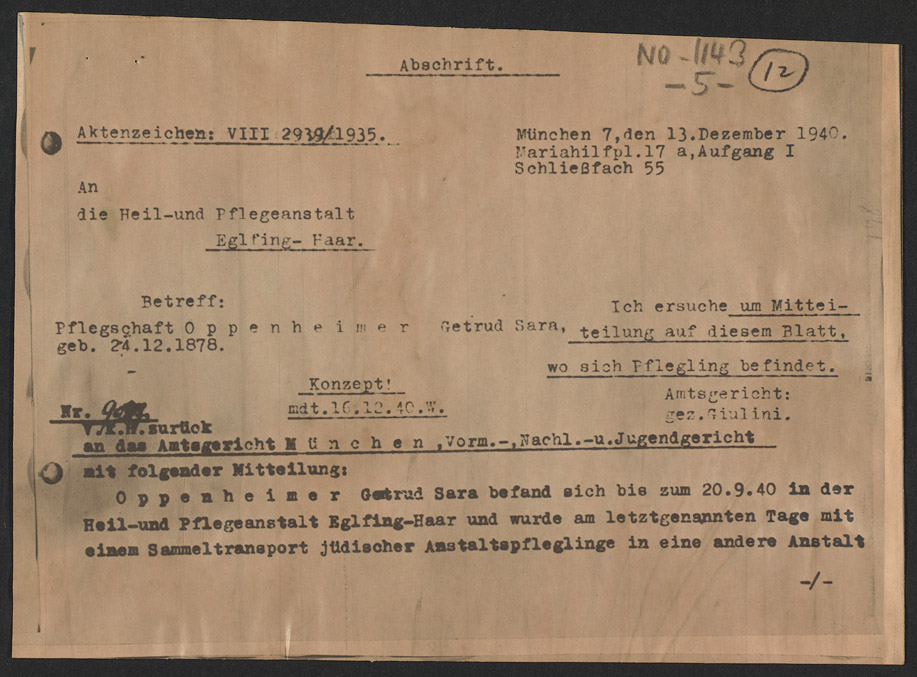 NO-1143
-5- 12
Abschrift.
Aktenzeichen: VIII 2939/1935.
München 7,den 13.Dezember 1940.
Mariahilfpl.17 a,Aufgang I
Schließfach 55
An
die Heil-und Pflegeanstalt
Eglfing- Haar.
Betreff:
Pflegschaft O p p e n h e i m e r Getrud Sara,
geb. 24.12.1878.
Ich ersuche um Mittei-
teilung auf diesem Blatt,
wo sich Pflegling befindet.
Amtsgericht:
gez.Giulini.
Konzept!
mdt.16.12.40.W.
Nr.
V.k.H.zurück
an das Amtsgericht M ü n c h e n ,Vorm.-,Nachl.-u.Jugendgericht
mit folgender Mitteilung:
O p p e n h e i m e r Getrud Sara befand sich bis zum 20.9.40 in der
Heil-und Pflegeanstalt Eglfing-Haar und wurde am letztgenannten Tage mit
einem Sammeltransport jüdischer Anstaltspfleglinge in eine andere Anstalt
-/-